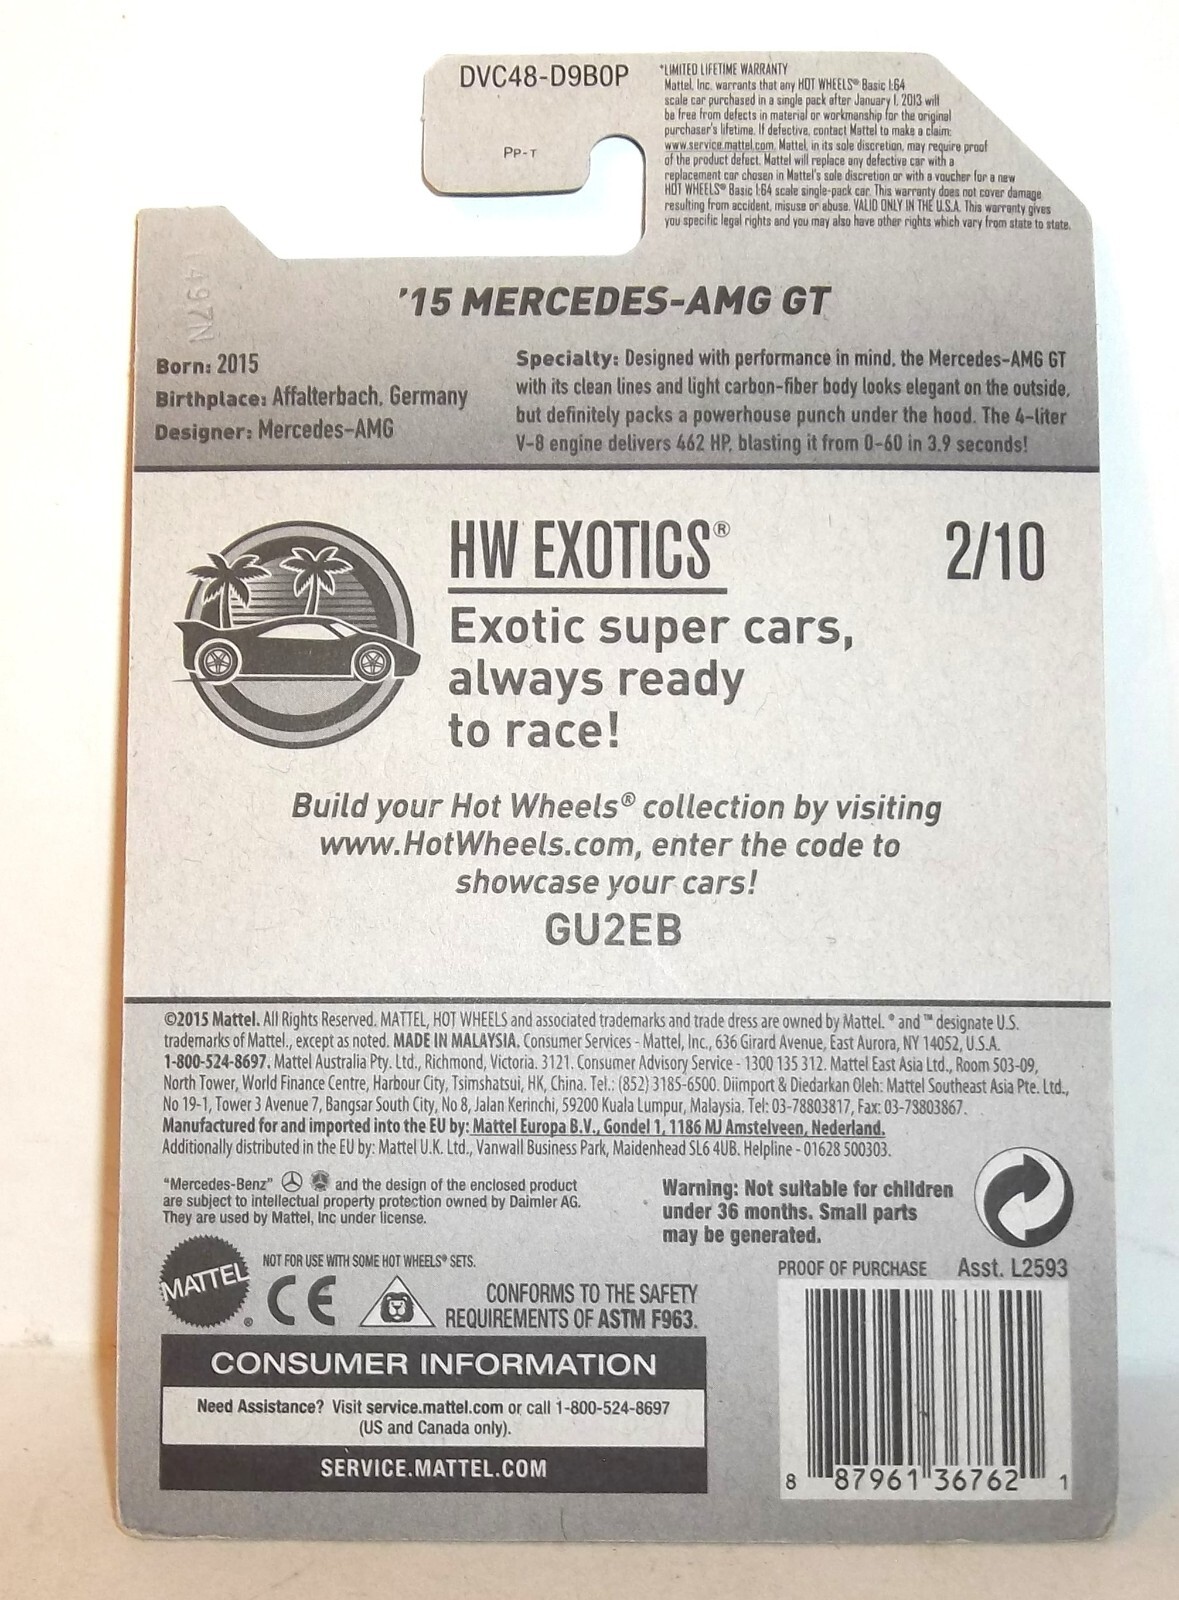 DVC48-D9B0P
PP-T
*LIMITED LIFETIME WARRANTY
Mattel, Inc. warrants that any HOT WHEELS® Basic 1:64
scale car purchased in a single pack after January 1, 2013 will
be free from defects in material or workmanship for the original
purchaser's lifetime. If defective, contact Mattel to make a claim:
www.service.mattel.com. Mattel, in its sole discretion, may require proof
of the product defect. Mattel will replace any defective car with a
replacement car chosen in Mattel's sole discretion or with a voucher for a new
HOT WHEELS® Basic 1:64 scale single-pack car. This warranty does not cover damage
resulting from accident, misuse or abuse. VALID ONLY IN THE U.S.A. This warranty gives
you specific legal rights and you may also have other rights which vary from state to state.
1497N
'15 MERCEDES-AMG GT
Born: 2015
Birthplace: Affalterbach, Germany
Designer: Mercedes-AMG
Specialty: Designed with performance in mind, the Mercedes-AMG GT
with its clean lines and light carbon-fiber body looks elegant on the outside,
but definitely packs a powerhouse punch under the hood. The 4-liter
V-8 engine delivers 462 HP, blasting it from 0-60 in 3.9 seconds!
HW EXOTICS®
2/10
Exotic super cars,
always ready
to race!
Build your Hot Wheels® collection by visiting
www.HotWheels.com, enter the code to
showcase your cars!
GU2EB
©2015 Mattel. All Rights Reserved. MATTEL, HOT WHEELS and associated trademarks and trade dress are owned by Mattel. ® and ™ designate U.S.
trademarks of Mattel., except as noted. MADE IN MALAYSIA. Consumer Services - Mattel, Inc., 636 Girard Avenue, East Aurora, NY 14052, U.S.A.
1-800-524-8697. Mattel Australia Pty. Ltd., Richmond, Victoria. 3121. Consumer Advisory Service - 1300 135 312. Mattel East Asia Ltd., Room 503-09,
North Tower, World Finance Centre, Harbour City, Tsimshatsui, HK, China. Tel.: (852) 3185-6500. Diimport & Diedarkan Oleh: Mattel Southeast Asia Pte. Ltd.,
No 19-1, Tower 3 Avenue 7, Bangsar South City, No 8, Jalan Kerinchi, 59200 Kuala Lumpur, Malaysia. Tel: 03-78803817, Fax: 03-78803867.
Manufactured for and imported into the EU by: Mattel Europa B.V., Gondel 1, 1186 MJ Amstelveen, Nederland.
Additionally distributed in the EU by: Mattel U.K. Ltd., Vanwall Business Park, Maidenhead SL6 4UB. Helpline - 01628 500303.
"Mercedes-Benz" and the design of the enclosed product
are subject to intellectual property protection owned by Daimler AG.
They are used by Mattel, Inc under license.
Warning: Not suitable for children
under 36 months. Small parts
may be generated.
MATTEL ®
NOT FOR USE WITH SOME HOT WHEELS® SETS.
CE
CONFORMS TO THE SAFETY
REQUIREMENTS OF ASTM F963.
PROOF OF PURCHASE Asst. L2593
CONSUMER INFORMATION
Need Assistance? Visit service.mattel.com or call 1-800-524-8697
(US and Canada only).
SERVICE.MATTEL.COM
8 87961 36762 1